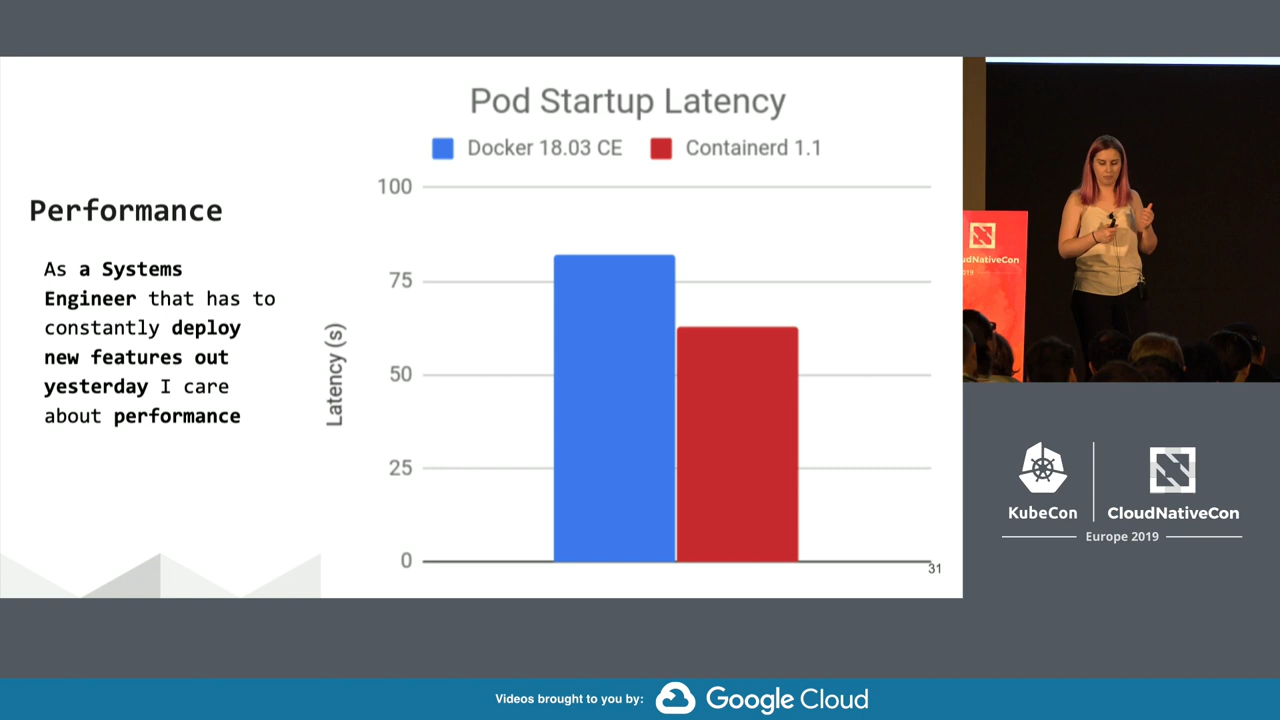 Pod Startup Latency
Docker 18.03 CE
Containerd 1.1
Performance
As a Systems
Engineer that has to
constantly deploy
new features out
yesterday I care
about performance
Latency (s)
100
75
50
25
0
31
udNativeCon
2019
KubeCon
CloudNativeCon
Europe 2019
Videos brought to you by:
Google Cloud